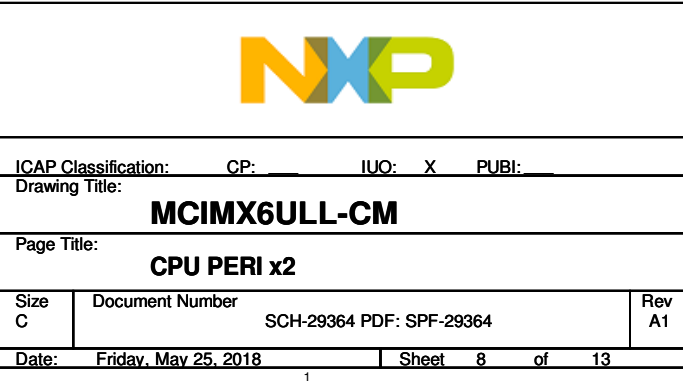 NXP
ICAP Classification: CP: ___ IUO: X PUBI: ___
Drawing Title:
MCIMX6ULL-CM
Page Title:
CPU PERI x2
Size Document Number Rev
C SCH-29364 PDF: SPF-29364 A1
Date: Friday, May 25, 2018 Sheet 8 of 13
1